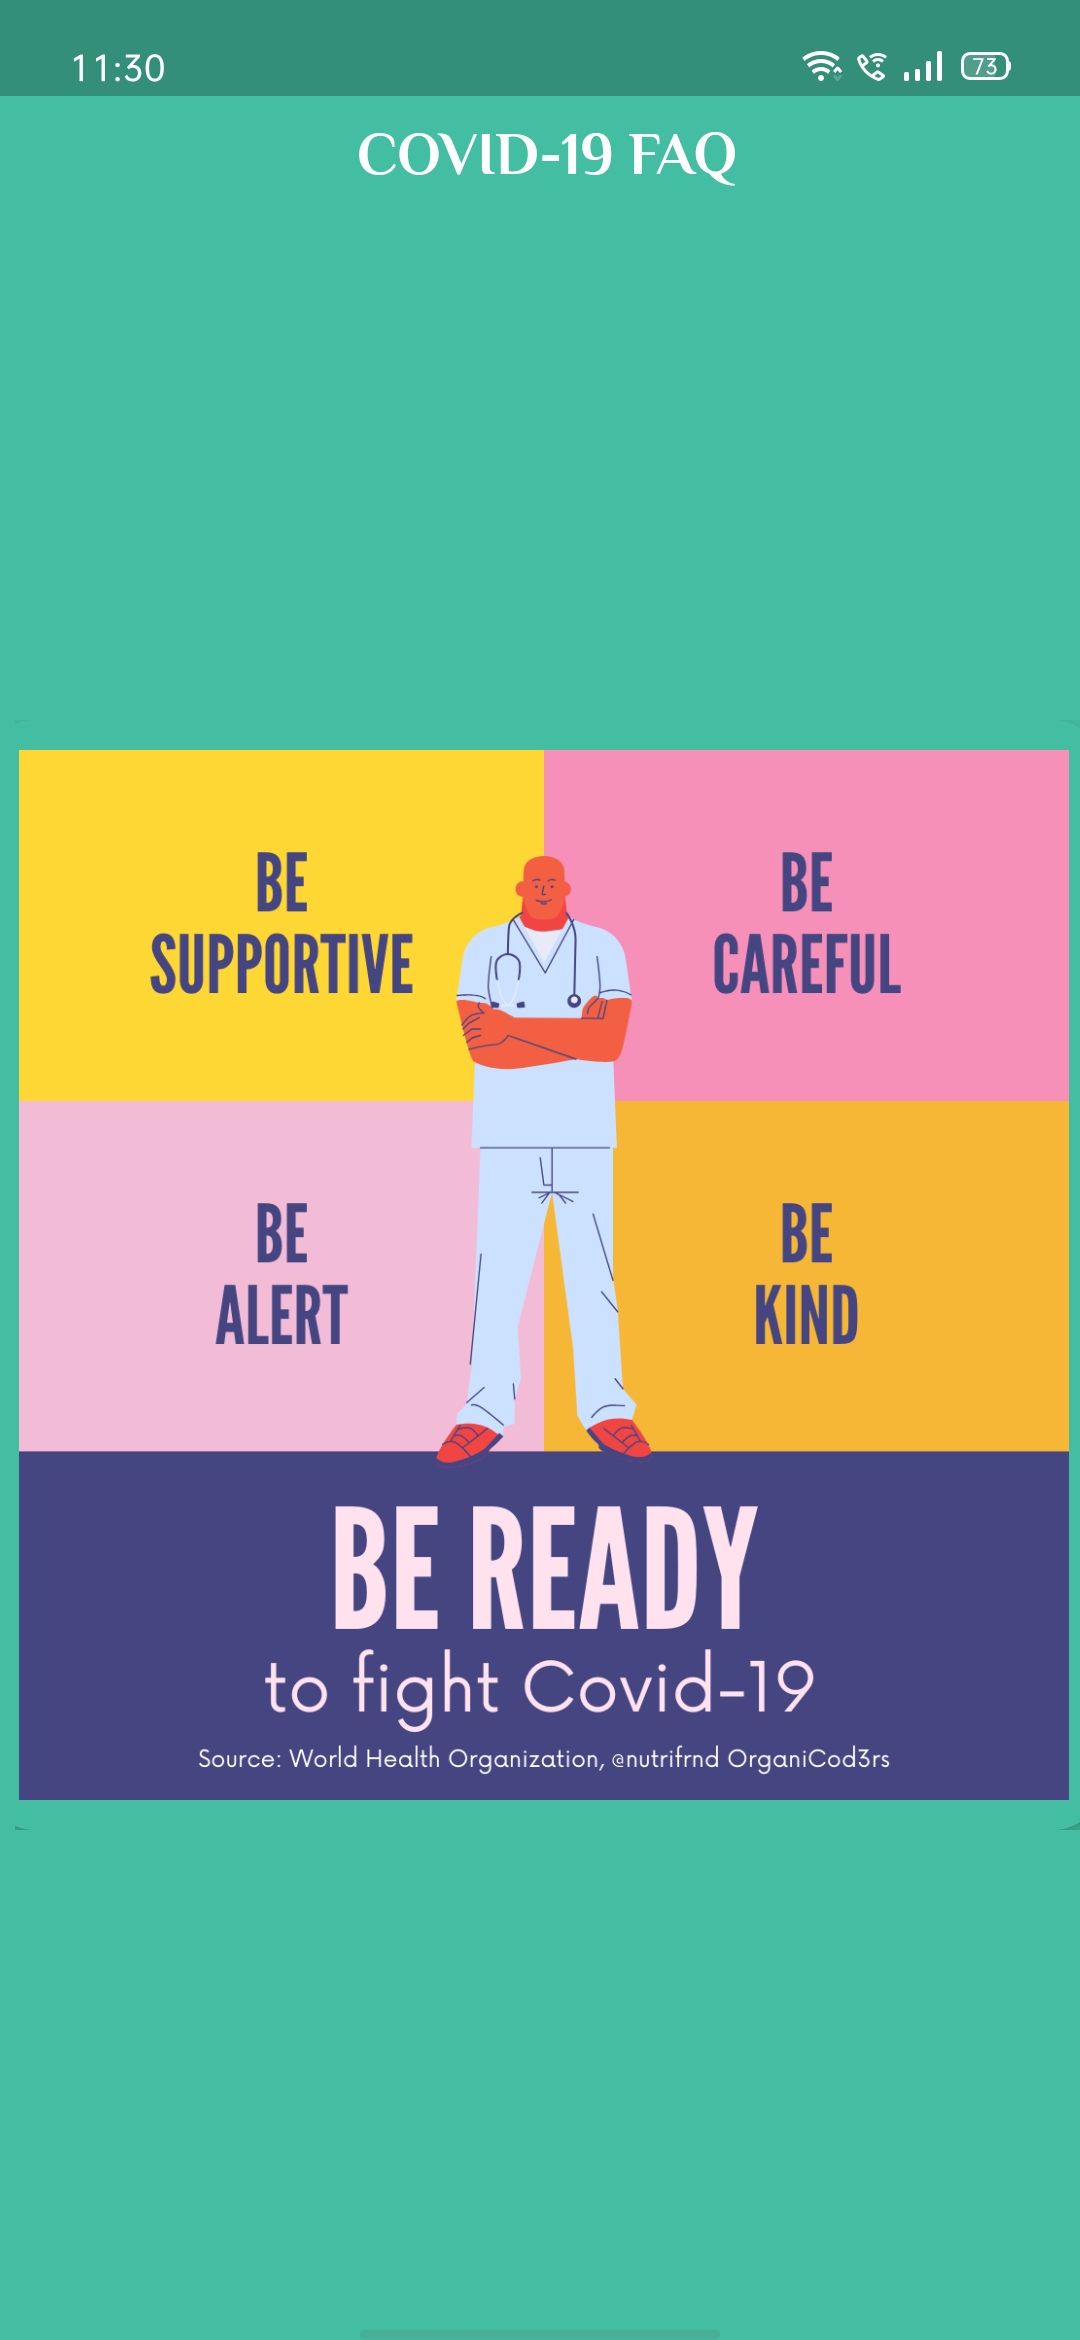 11:30
73
COVID-19 FAQ
BE
SUPPORTIVE
BE
CAREFUL
BE
ALERT
BE
KIND
BE READY
to fight Covid-19
Source: World Health Organization, @nutrifrnd OrganiCod3rs